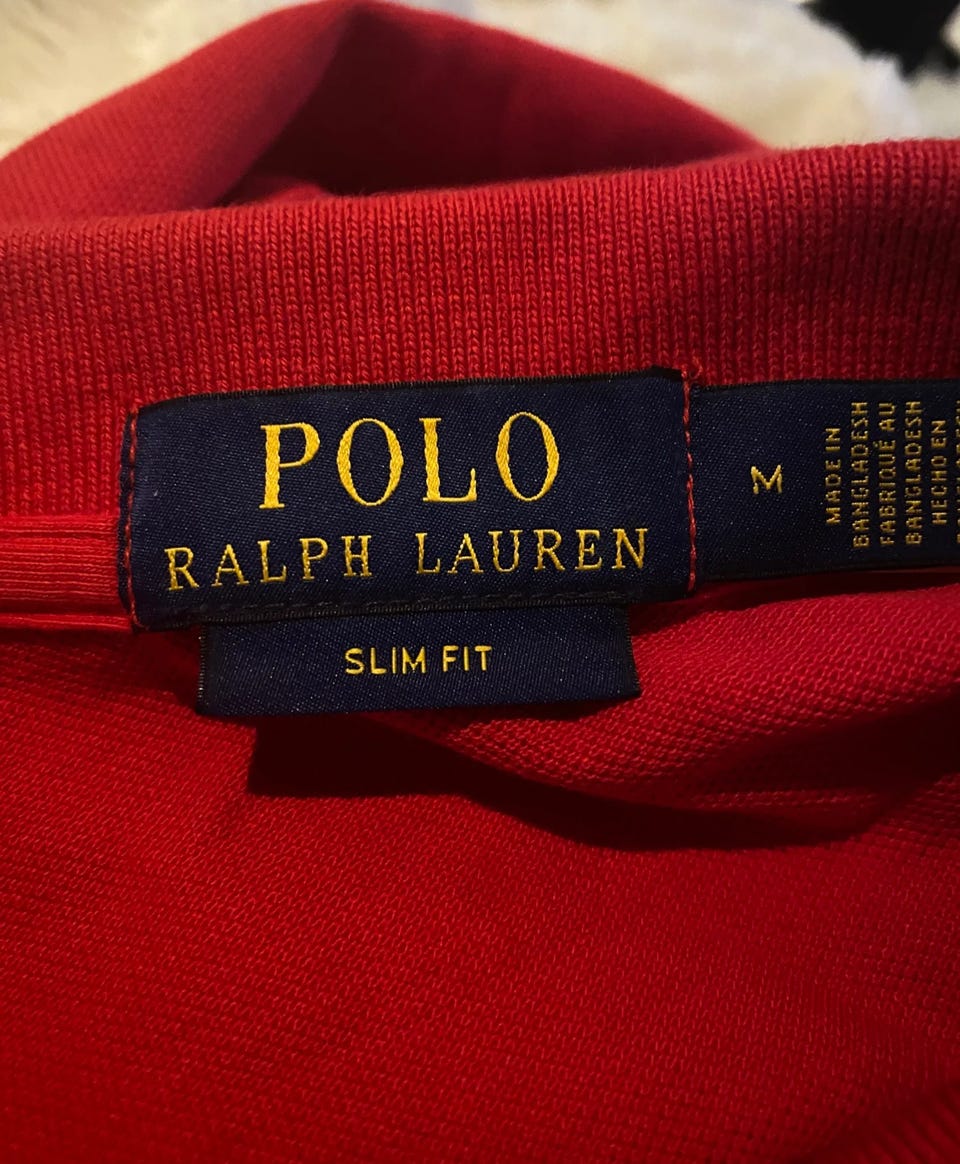 POLO
RALPH LAUREN
SLIM FIT
M
MADE IN
BANGLADESH
FABRIQUÉ AU
BANGLADESH
HECHO EN